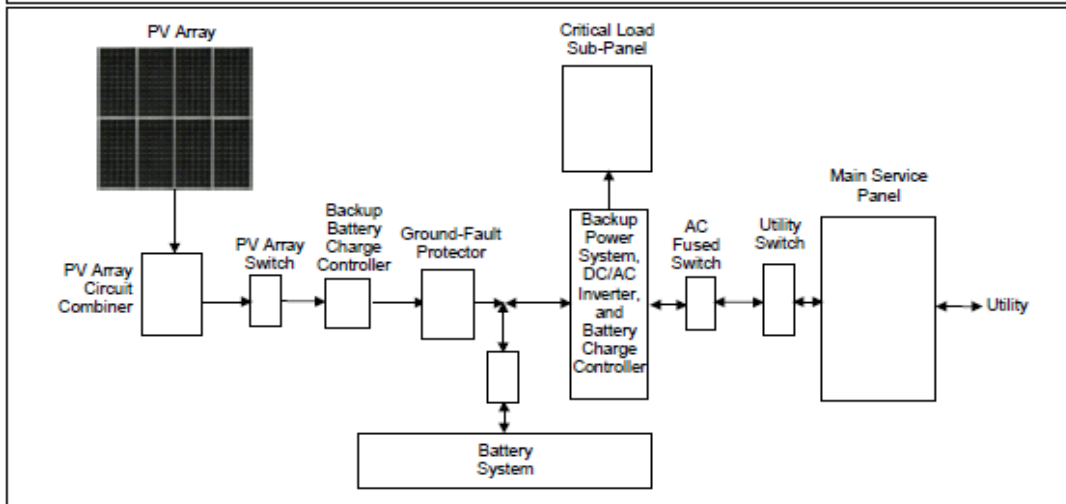 PV Array
Critical Load
Sub-Panel
Main Service
Panel
Backup
Battery
Charge
Controller
Ground-Fault
Protector
PV Array
Switch
PV Array
Circuit
Combiner
Backup
Power
System,
DC/AC
Inverter,
and
Battery
Charge
Controller
AC
Fused
Switch
Utility
Switch
Utility
Battery
System